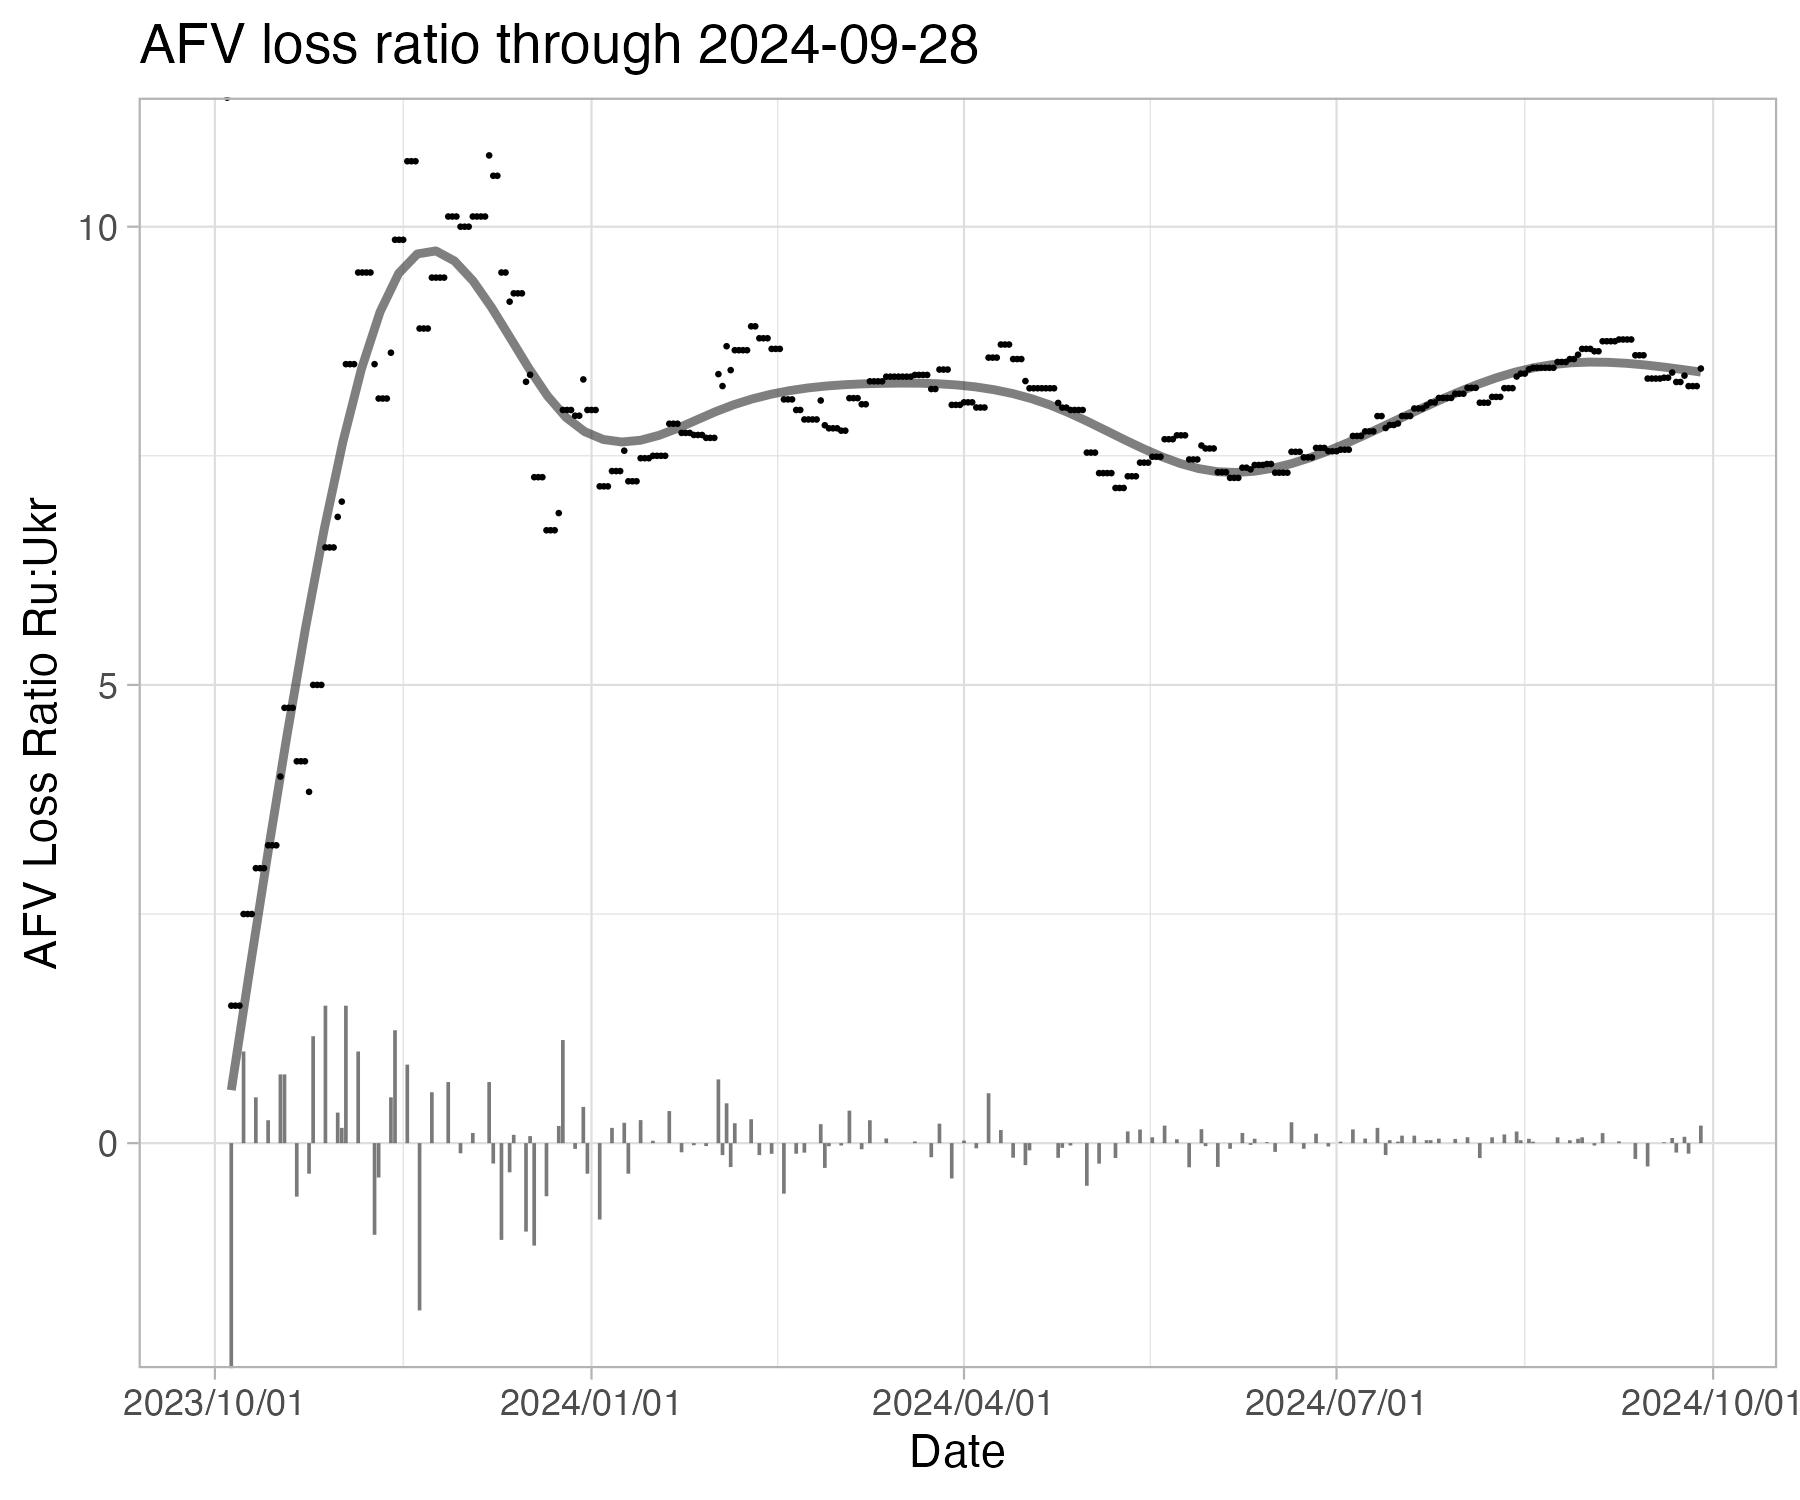 AFV loss ratio through 2024-09-28
AFV Loss Ratio Ru:Ukr
10
5
0
2023/10/01 2024/01/01 2024/04/01 2024/07/01 2024/10/01
Date